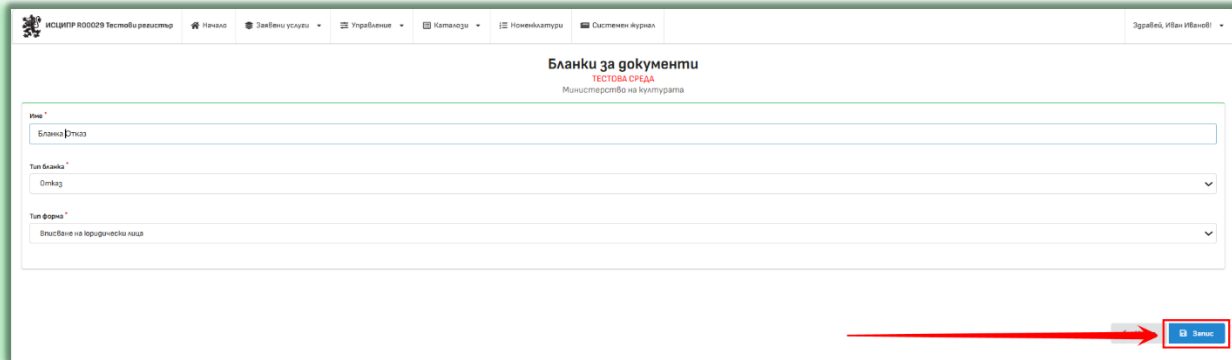 ИСЦИПР R00029 Тестови регистър Начало Заявени услуги Управление Каталози Номенклатури Системен журнал Здравей, Иван Иванов!
Бланки за документи
ТЕСТОВА СРЕДА
Министерство на културата
Име *
Бланка Отказ
Тип бланка *
Отказ
Тип форма *
Вписване на юридически лица
Запис